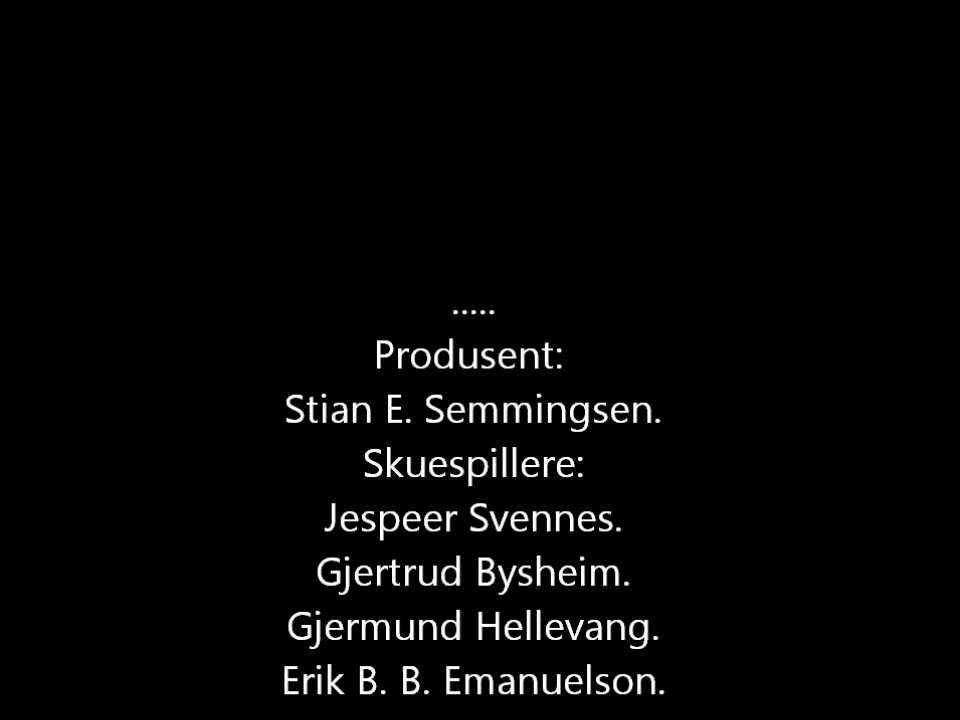 .....
Produsent:
Stian E. Semmingsen.
Skuespillere:
Jespeer Svennes.
Gjertrud Bysheim.
Gjermund Hellevang.
Erik B. B. Emanuelson.